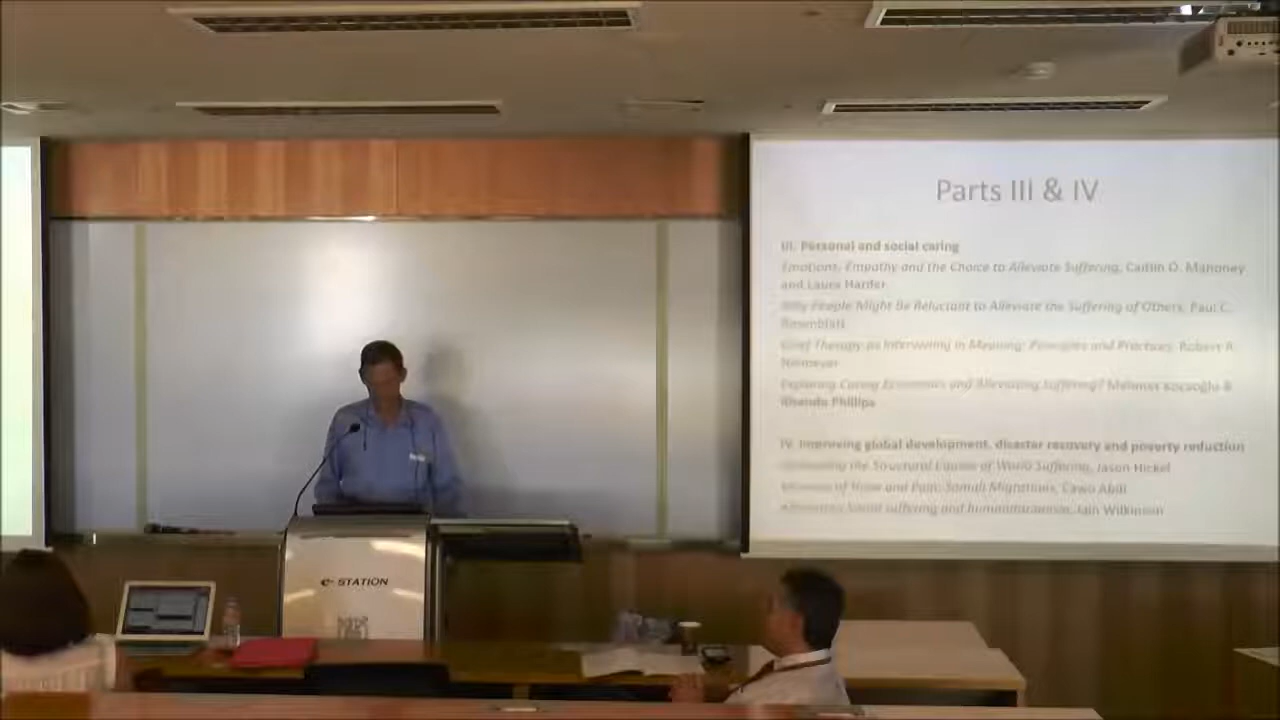 Parts III & IV
III. Personal and social caring
Emotions, Empathy and the Choice to Alleviate Suffering, Caitlin O. Mahoney
and Laura Harder
Why People Might Be Reluctant to Alleviate the Suffering of Others, Paul C.
Rosenblatt
Grief Therapy as Intervening in Meaning: Principles and Practices, Robert A.
Neimeyer
Exploring Caring Economics and Alleviating Suffering? Mehmet Kocaoğlu &
Rhonda Phillips
IV. Improving global development, disaster recovery and poverty reduction
the Structural Causes of World Suffering, Jason Hickel
of and Pain: Somali Migrations, Cawo Abdi
Social suffering and humanitarianism, Iain Wilkinson
e-STATION